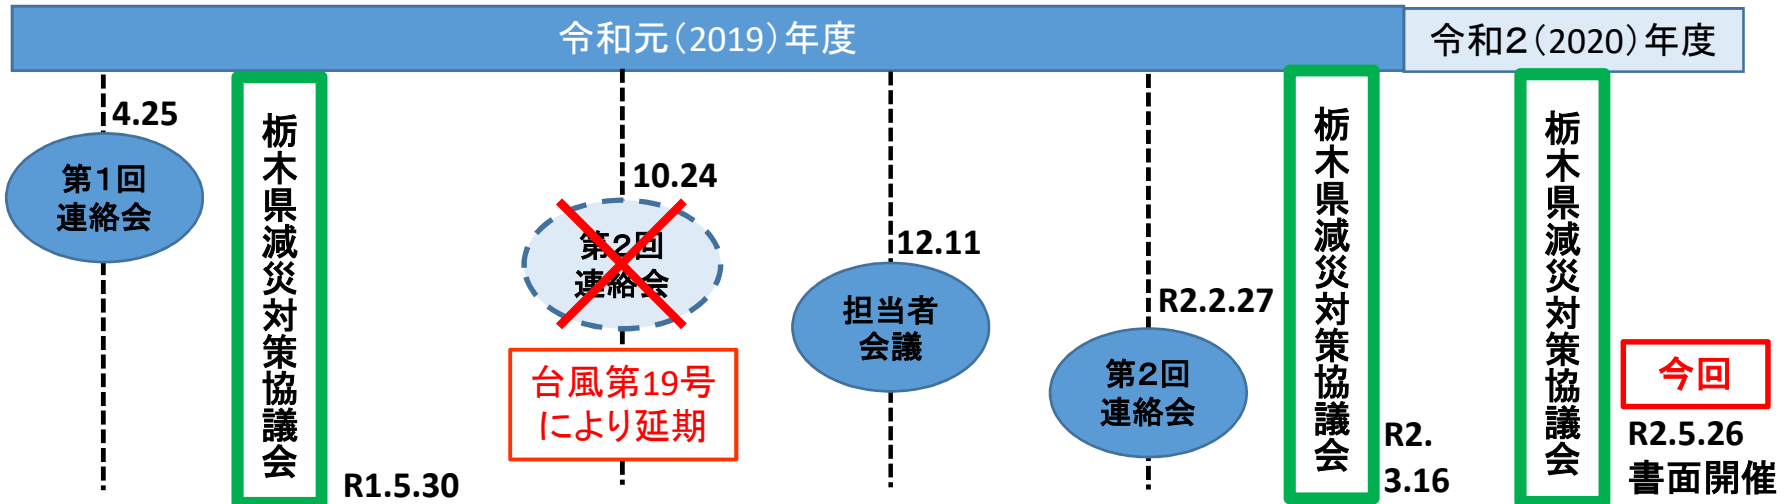 令和元（2019）年度
令和２（2020）年度
4.25
第１回
連絡会
栃木県減災対策協議会
R1.5.30
10.24
第２回
連絡会
台風第19号
により延期
12.11
担当者
会議
R2.2.27
第２回
連絡会
栃木県減災対策協議会
R2.
3.16
栃木県減災対策協議会
今回
R2.5.26
書面開催